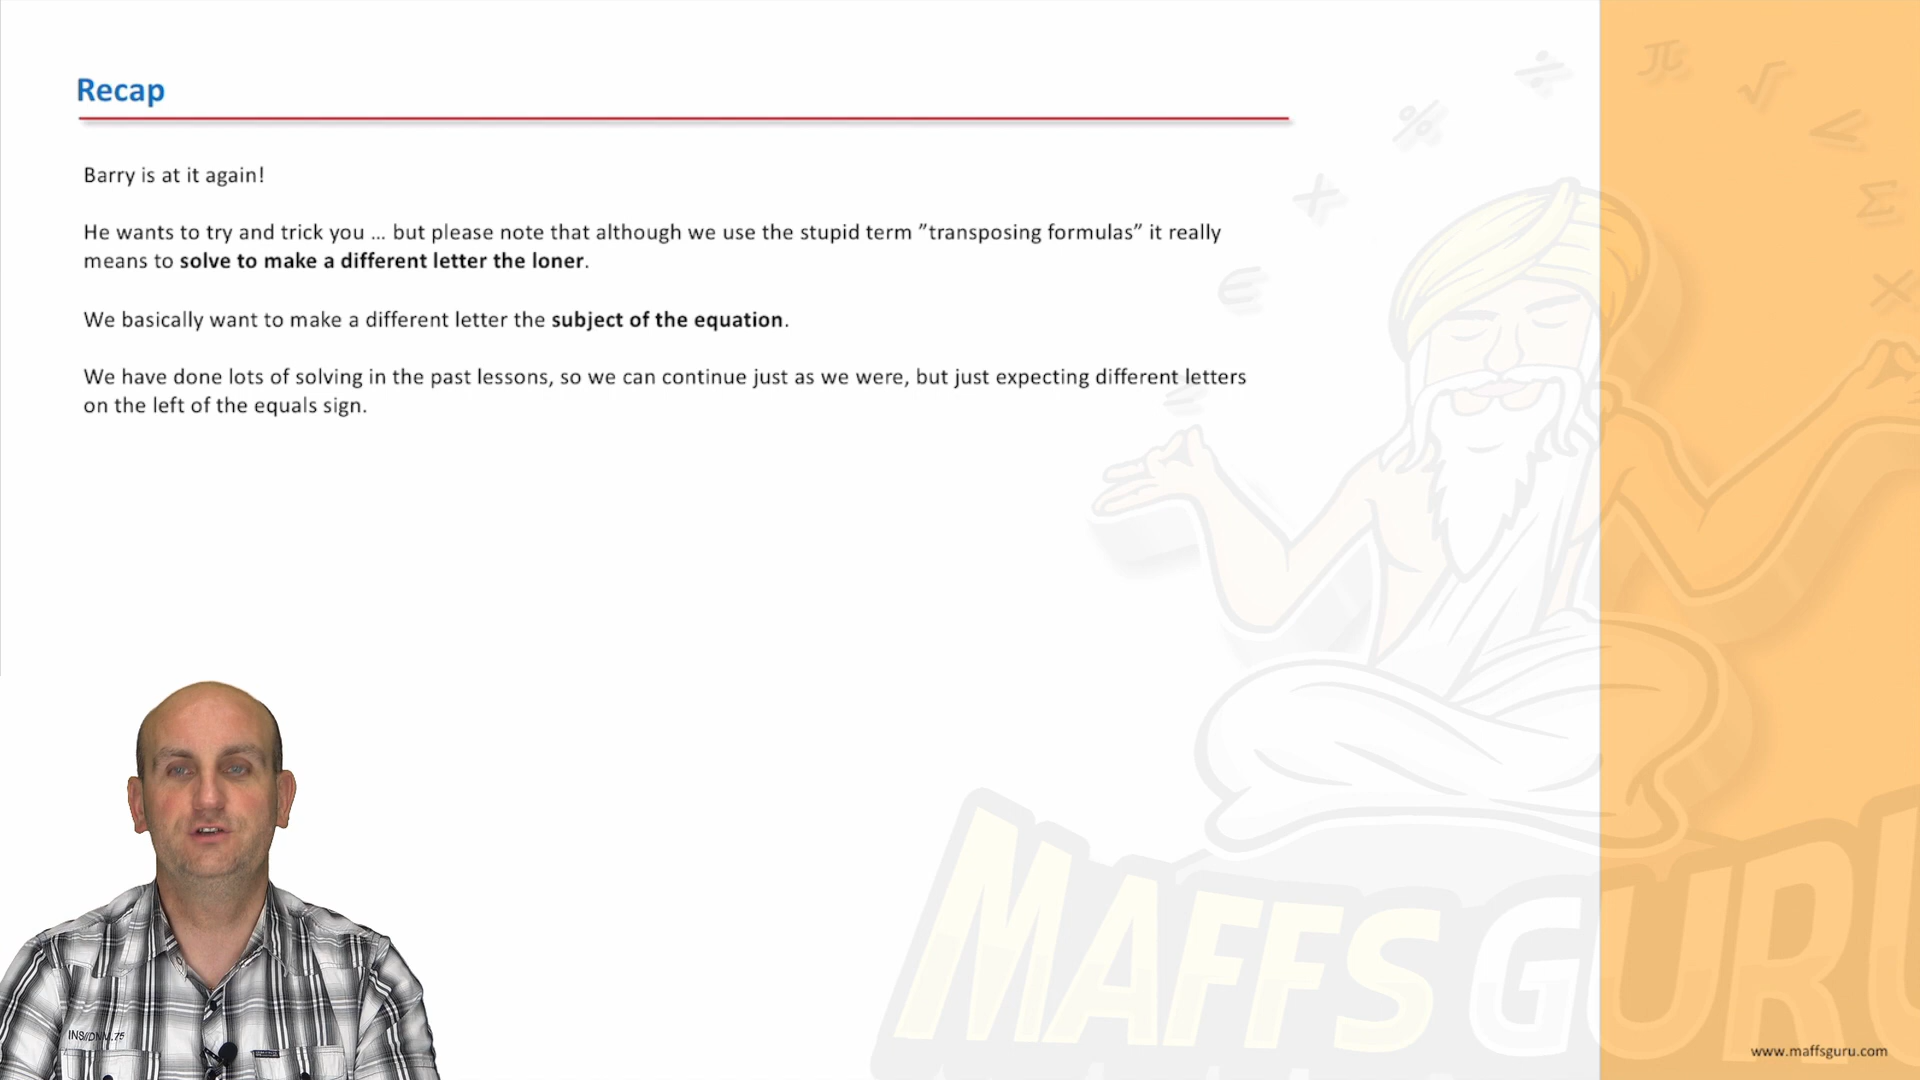 Recap
Barry is at it again!
He wants to try and trick you ... but please note that although we use the stupid term ”transposing formulas” it really
means to solve to make a different letter the loner.
We basically want to make a different letter the subject of the equation.
We have done lots of solving in the past lessons, so we can continue just as we were, but just expecting different letters
on the left of the equals sign.
MAFFS GURU
www.maffsguru.com